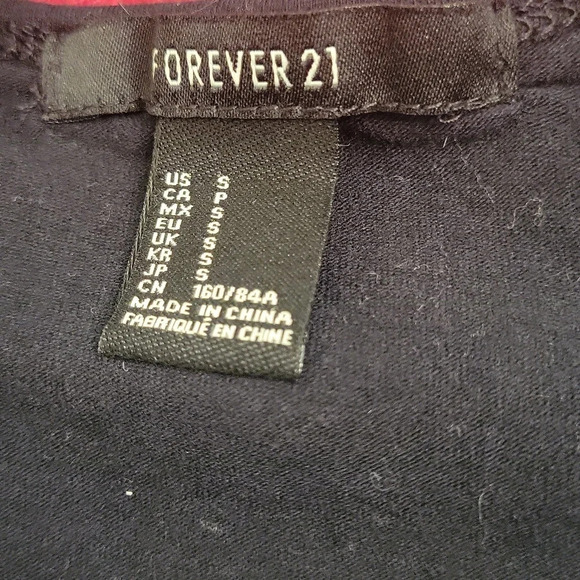 FOREVER 21
US S
CA P
MX S
EU S
UK S
KR S
JP S
CN 160/84A
MADE IN CHINA
FABRIQUÉ EN CHINE